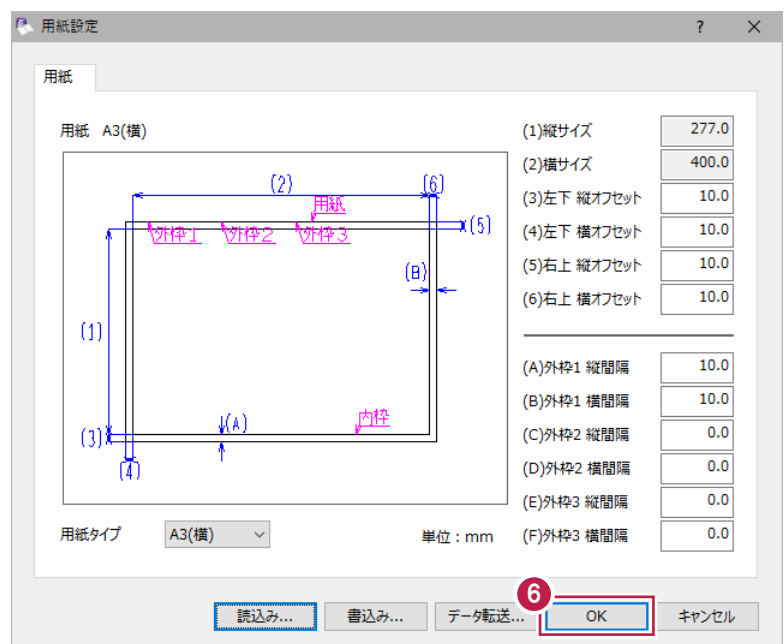 用紙設定
?
用紙
用紙 A3(横)
(2)
(6)
用紙
外枠1 外枠2 外枠3
(5)
(B)
(1)
(A)
内枠
(3)
(4)
用紙タイプ A3(横) 単位:mm
(1)縦サイズ 277.0
(2)横サイズ 400.0
(3)左下 縦オフセット 10.0
(4)左下 横オフセット 10.0
(5)右上 縦オフセット 10.0
(6)右上 横オフセット 10.0
(A)外枠1 縦間隔 10.0
(B)外枠1 横間隔 10.0
(C)外枠2 縦間隔 0.0
(D)外枠2 横間隔 0.0
(E)外枠3 縦間隔 0.0
(F)外枠3 横間隔 0.0
6
読込み... 書込み... データ転送... OK キャンセル